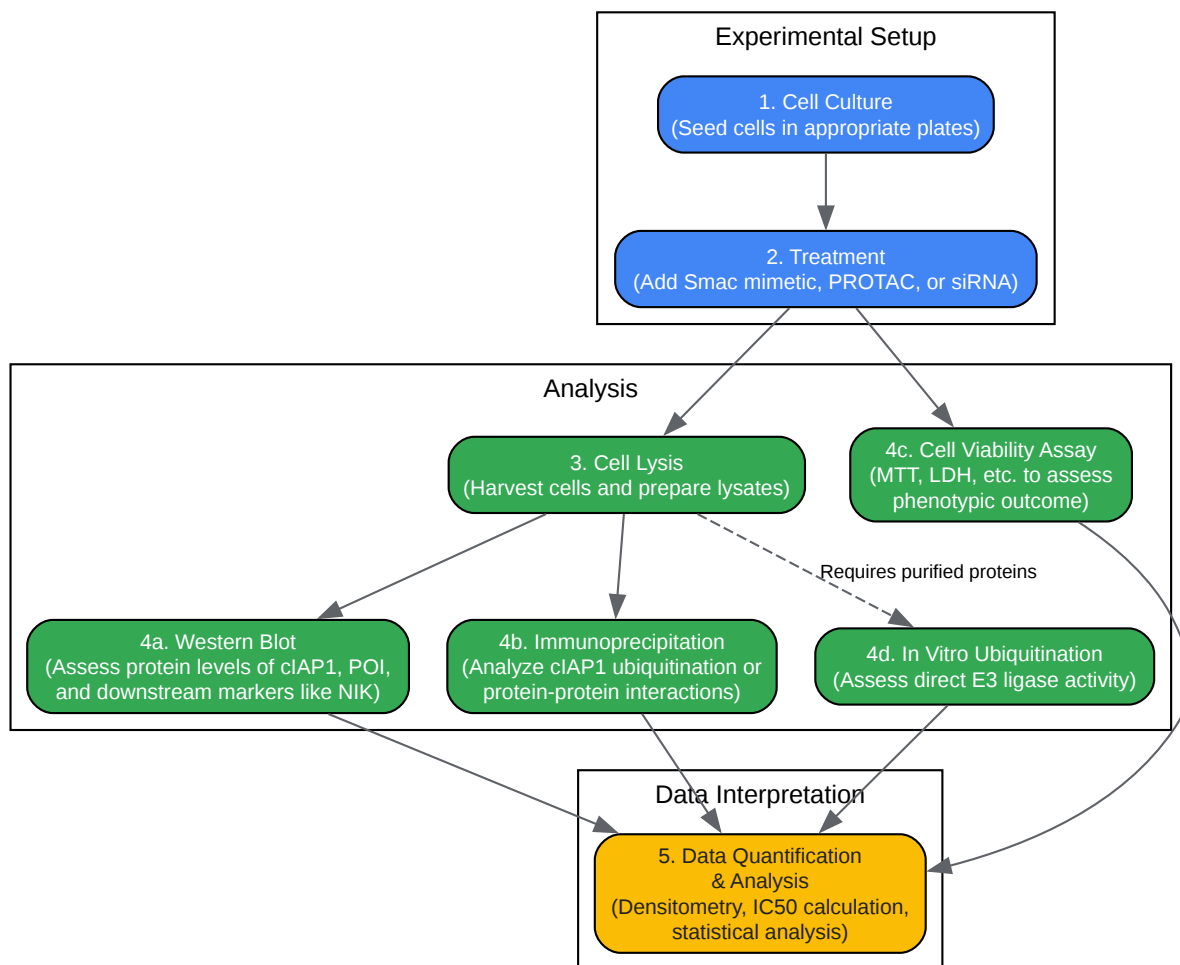 Experimental Setup
1. Cell Culture
(Seed cells in appropriate plates)
2. Treatment
(Add Smac mimetic, PROTAC, or siRNA)
Analysis
3. Cell Lysis
(Harvest cells and prepare lysates)
4c. Cell Viability Assay
(MTT, LDH, etc. to assess
phenotypic outcome)
Requires purified proteins
4a. Western Blot
(Assess protein levels of cIAP1, POI,
and downstream markers like NIK)
4b. Immunoprecipitation
(Analyze cIAP1 ubiquitination or
protein-protein interactions)
4d. In Vitro Ubiquitination
(Assess direct E3 ligase activity)
Data Interpretation
5. Data Quantification
& Analysis
(Densitometry, IC50 calculation,
statistical analysis)